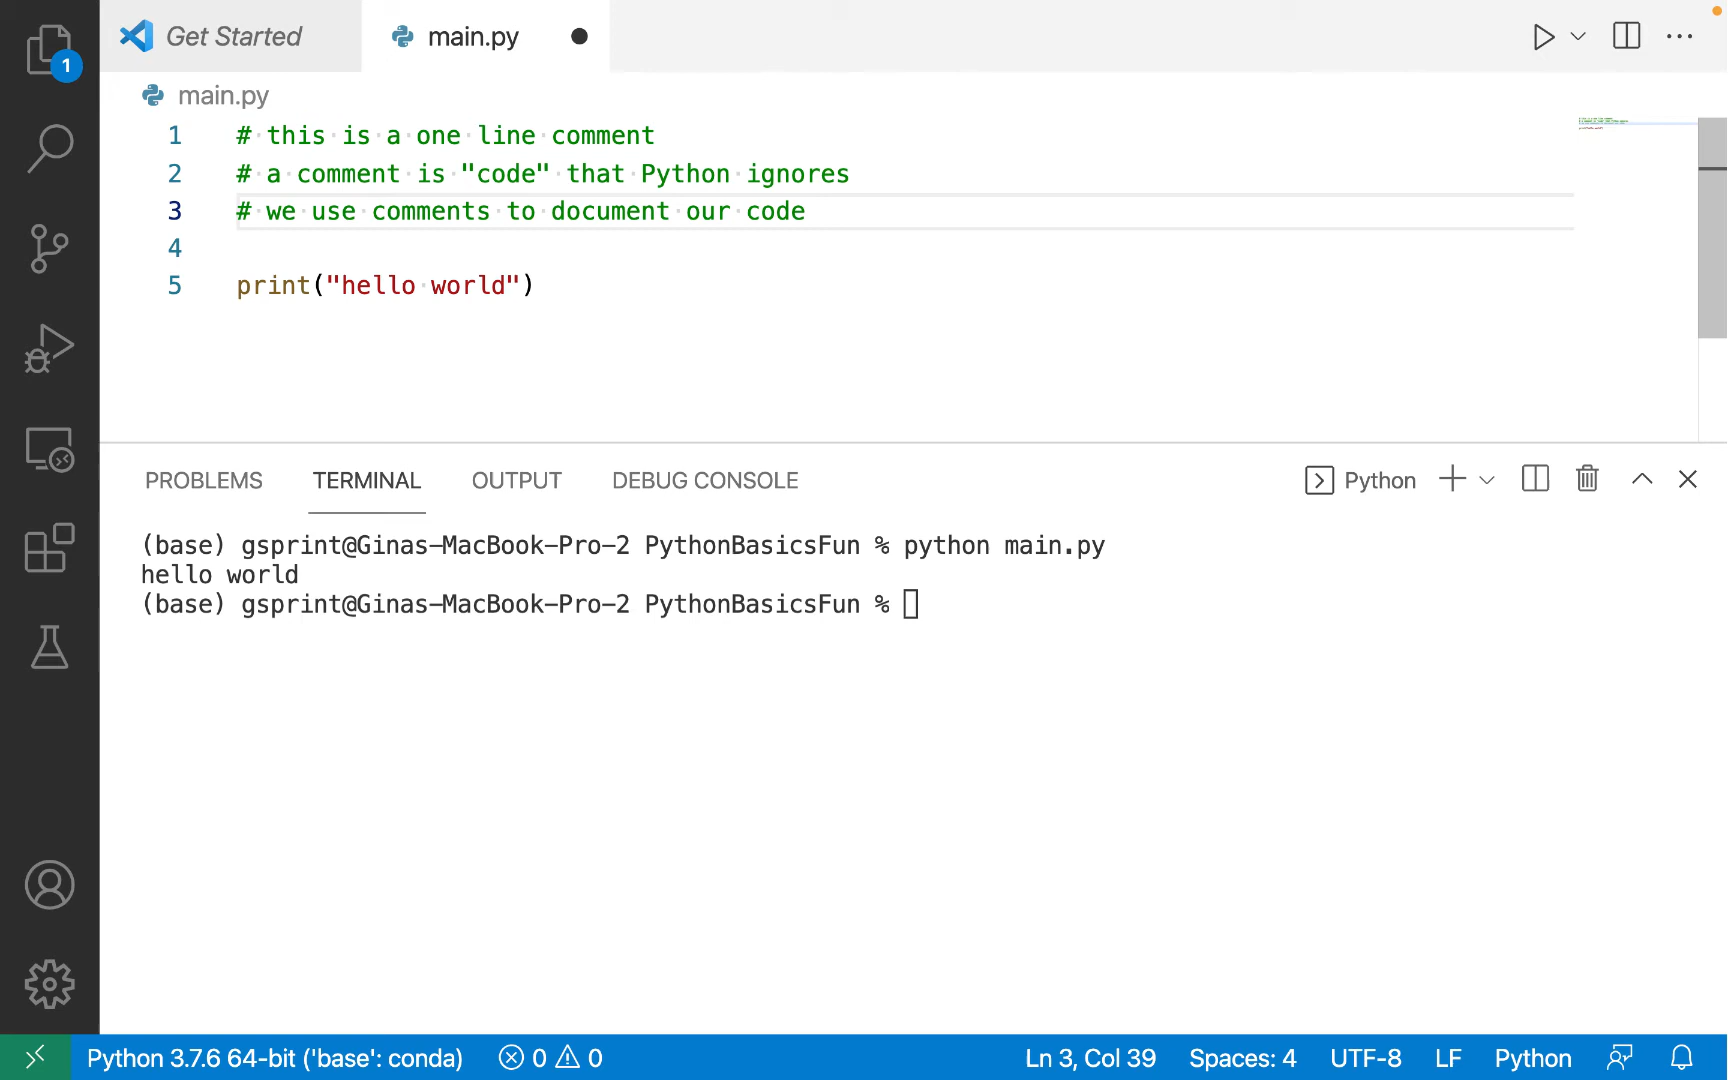 Get Started
main.py
1
main.py
1 # this is a one line comment
2 # a comment is "code" that Python ignores
3 # we use comments to document our code
4
5 print("hello world")
PROBLEMS TERMINAL OUTPUT DEBUG CONSOLE Python
(base) gsprint@Ginas-MacBook-Pro-2 PythonBasicsFun % python main.py
hello world
(base) gsprint@Ginas-MacBook-Pro-2 PythonBasicsFun %
Python 3.7.6 64-bit ('base': conda) 0 0 Ln 3, Col 39 Spaces: 4 UTF-8 LF Python